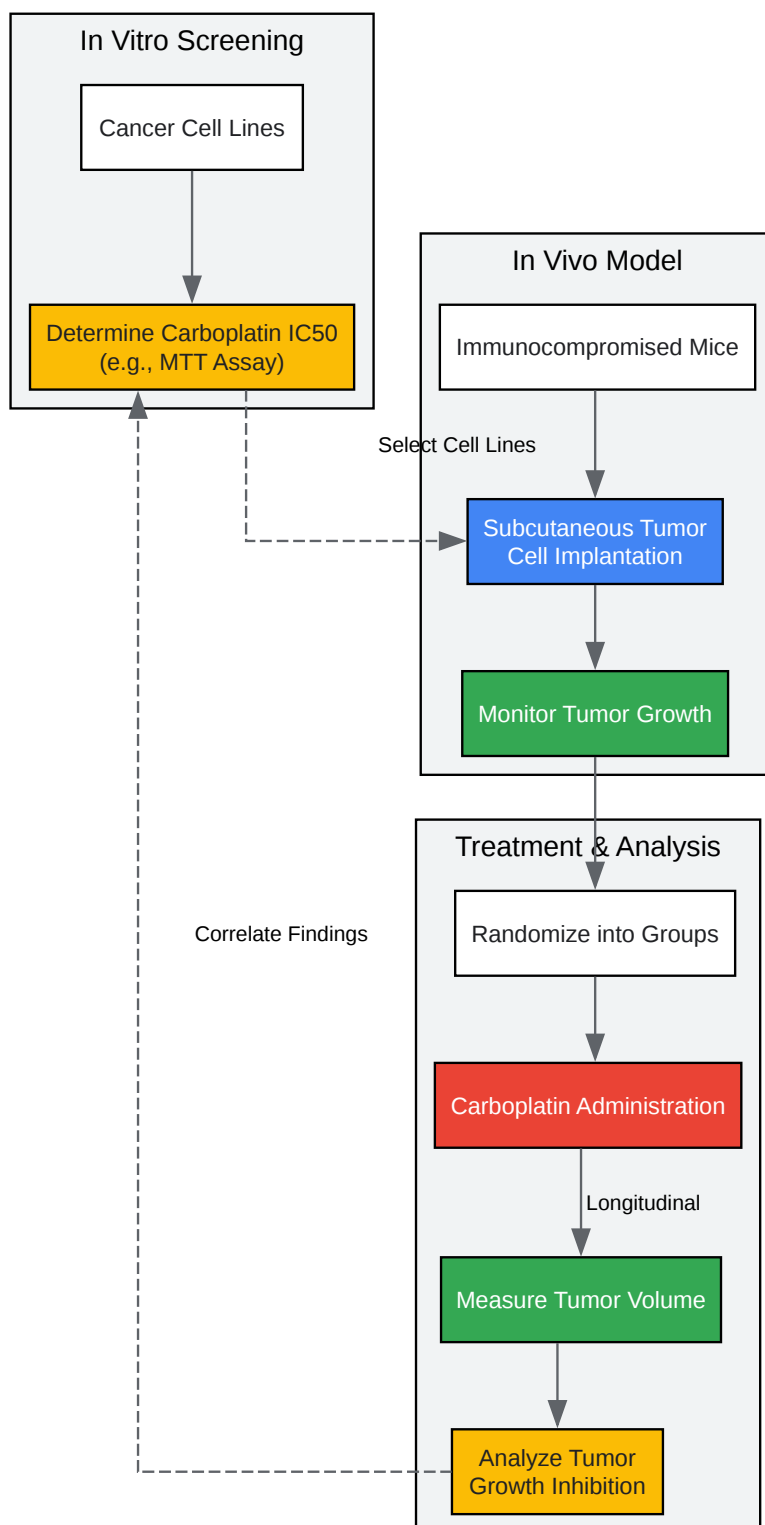 In Vitro Screening
Cancer Cell Lines
Determine Carboplatin IC50
(e.g., MTT Assay)
In Vivo Model
Immunocompromised Mice
Select Cell Lines
Subcutaneous Tumor
Cell Implantation
Monitor Tumor Growth
Treatment & Analysis
Randomize into Groups
Correlate Findings
Carboplatin Administration
Longitudinal
Measure Tumor Volume
Analyze Tumor
Growth Inhibition